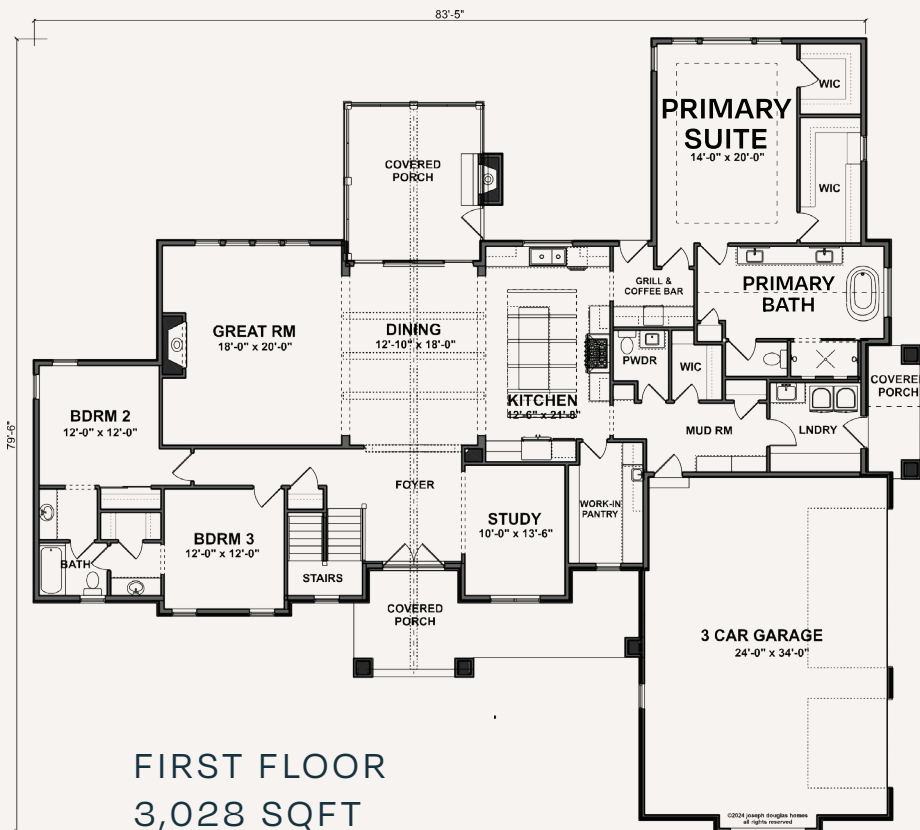 83'-5"
79'-6"
PRIMARY
SUITE
14'-0" x 20'-0"
WIC
WIC
COVERED
PORCH
GRILL &
COFFEE BAR
PRIMARY
BATH
GREAT RM
18'-0" x 20'-0"
DINING
12'-10" x 18'-0"
KITCHEN
12'-6" x 21'-8"
PWDR
WIC
COVERED
PORCH
BDRM 2
12'-0" x 12'-0"
MUD RM
LNDRY
FOYER
WORK-IN
PANTRY
STUDY
10'-0" x 13'-6"
BDRM 3
12'-0" x 12'-0"
BATH
STAIRS
COVERED
PORCH
3 CAR GARAGE
24'-0" x 34'-0"
FIRST FLOOR
3,028 SQFT
©2024 joseph douglas homes
all rights reserved